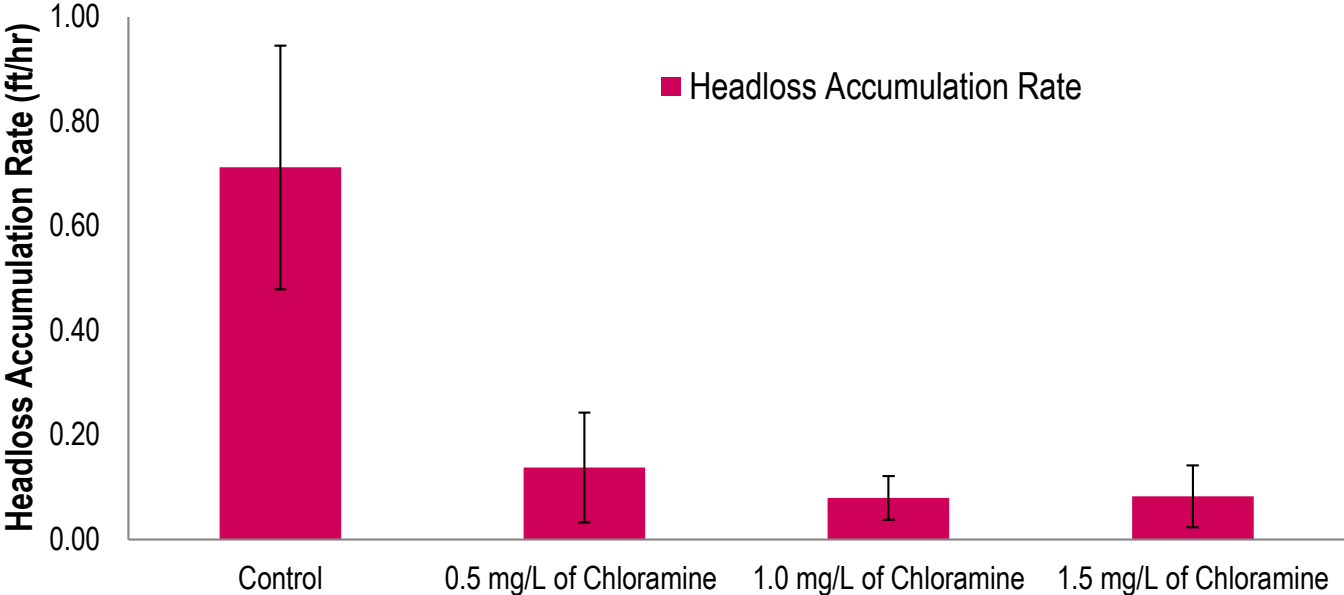 Headloss Accumulation Rate (ft/hr)
1.00
0.80
0.60
0.40
0.20
0.00
Headloss Accumulation Rate
Control
0.5 mg/L of Chloramine
1.0 mg/L of Chloramine
1.5 mg/L of Chloramine